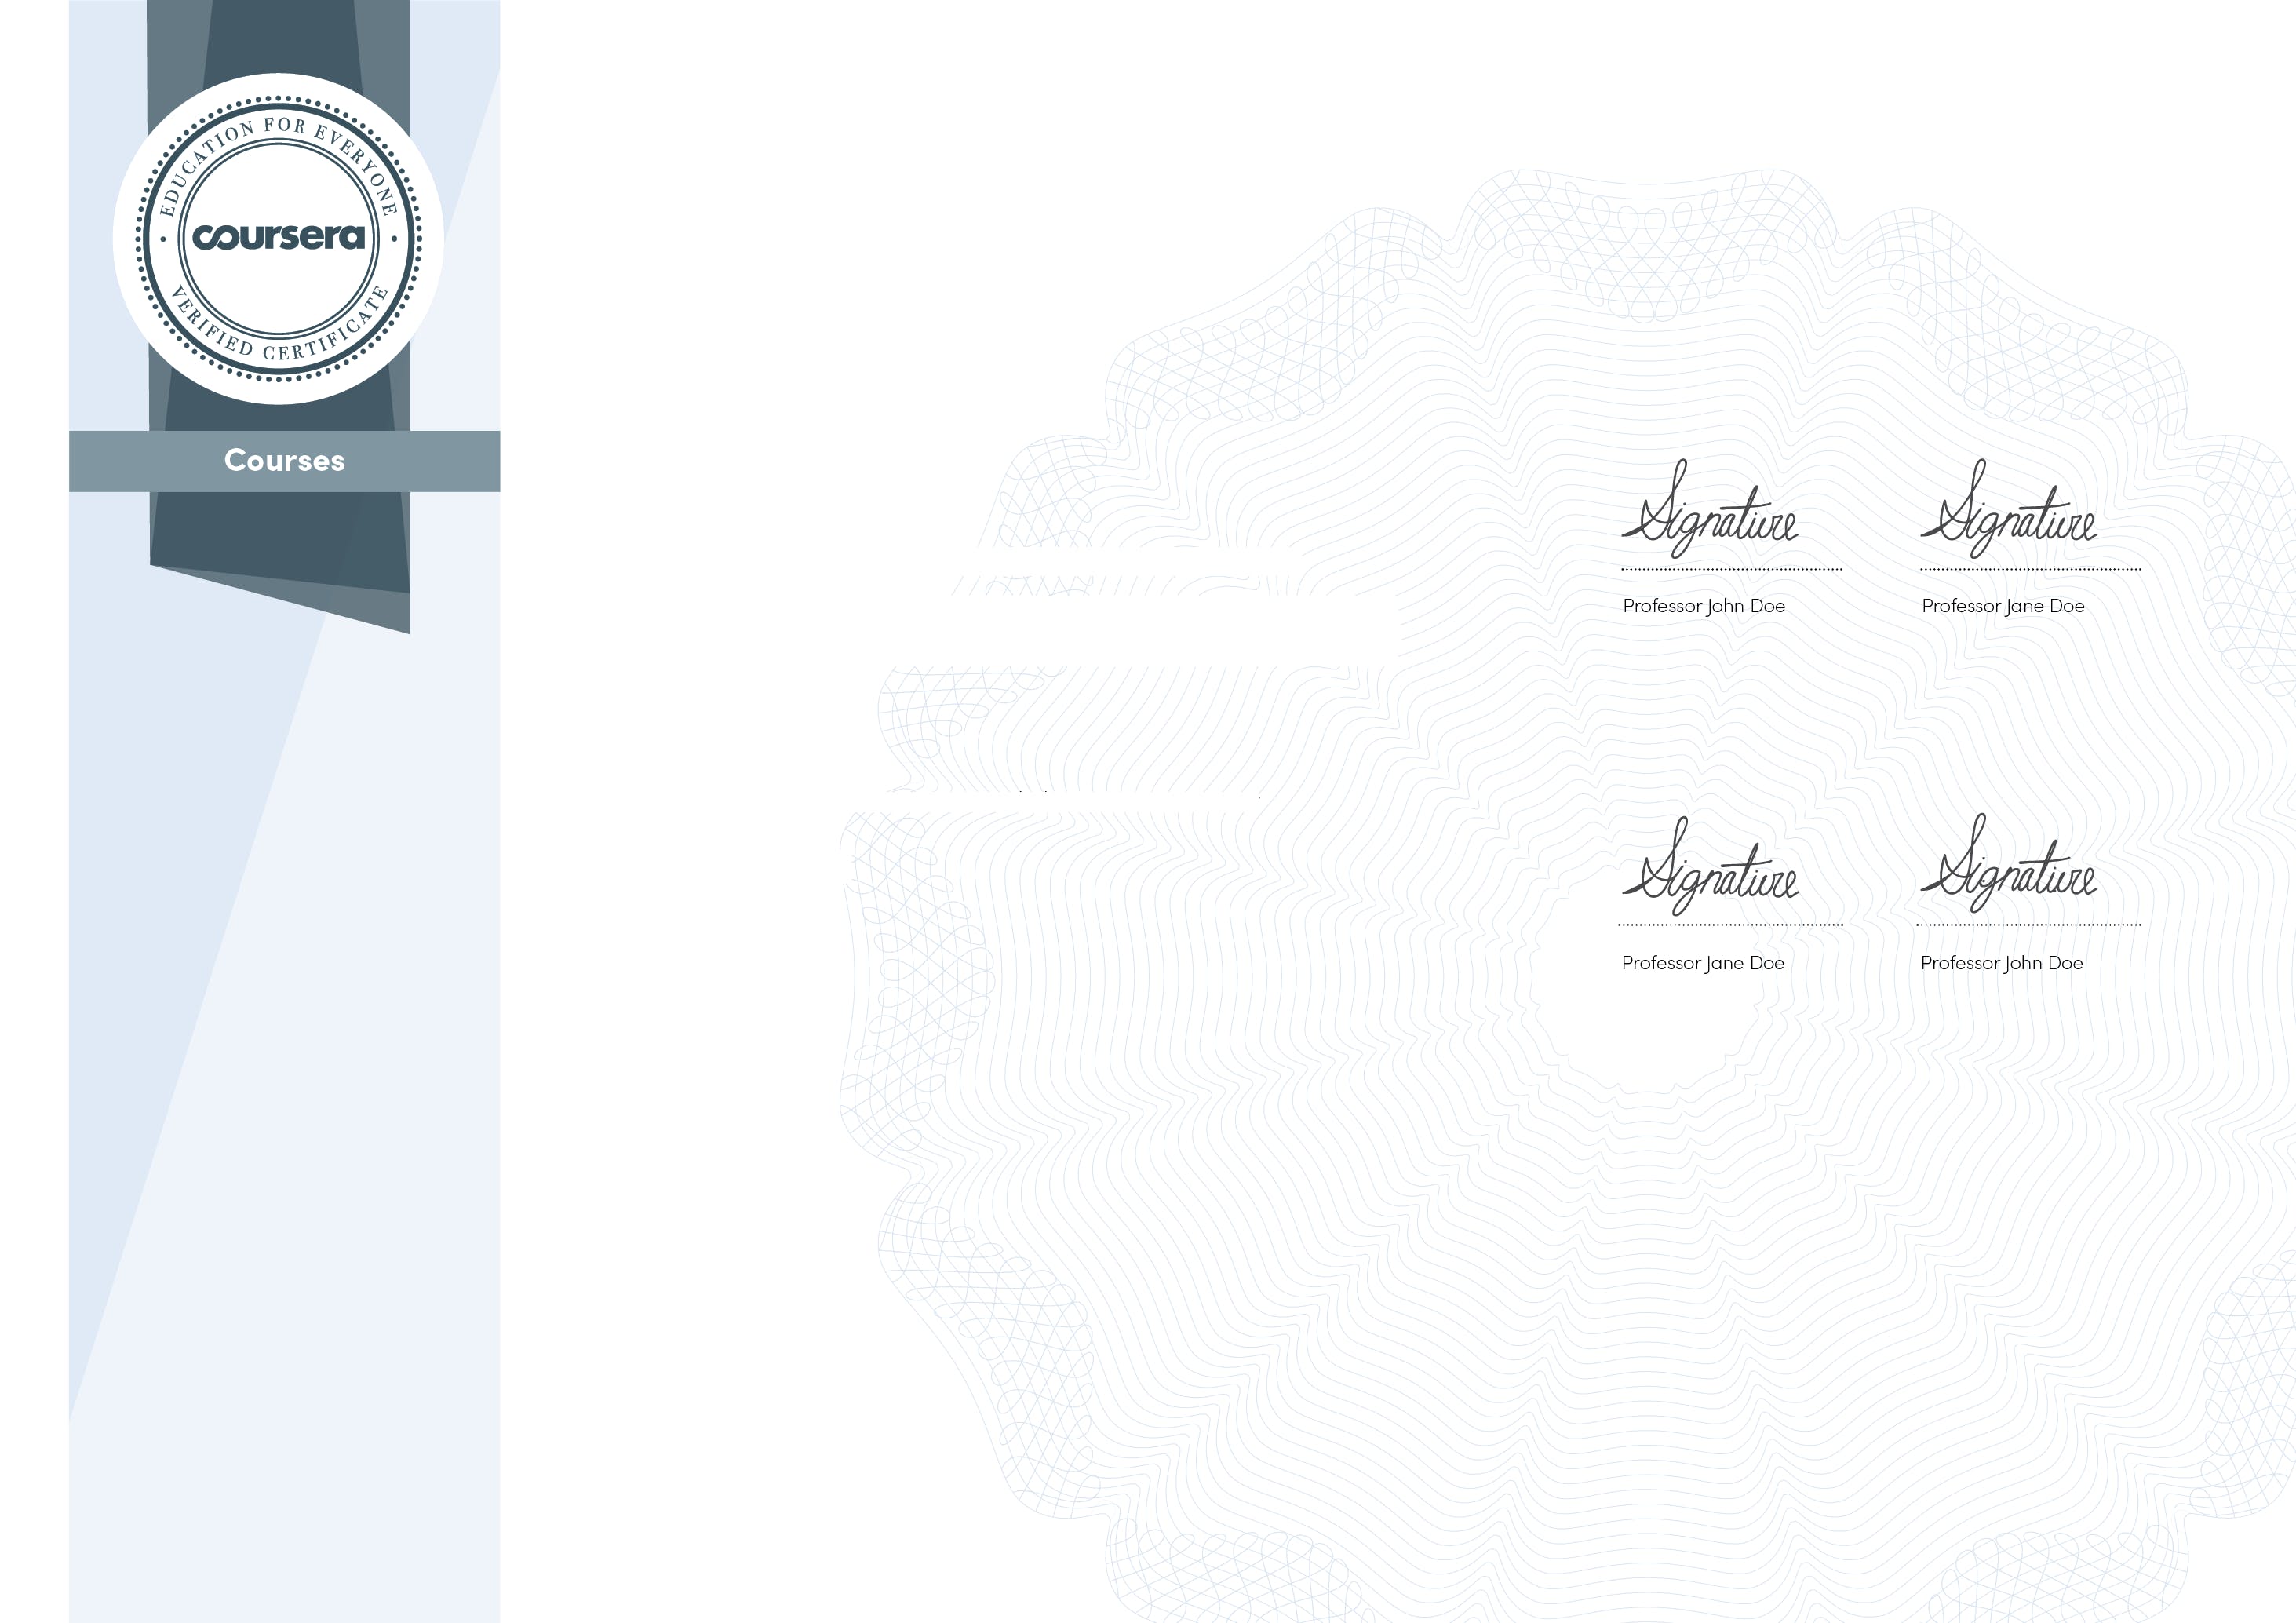 EDUCATION FOR EVERYONE
coursera
VERIFIED CERTIFICATE
Courses
Signature
Signature
Professor John Doe
Professor Jane Doe
Signature
Signature
Professor Jane Doe
Professor John Doe